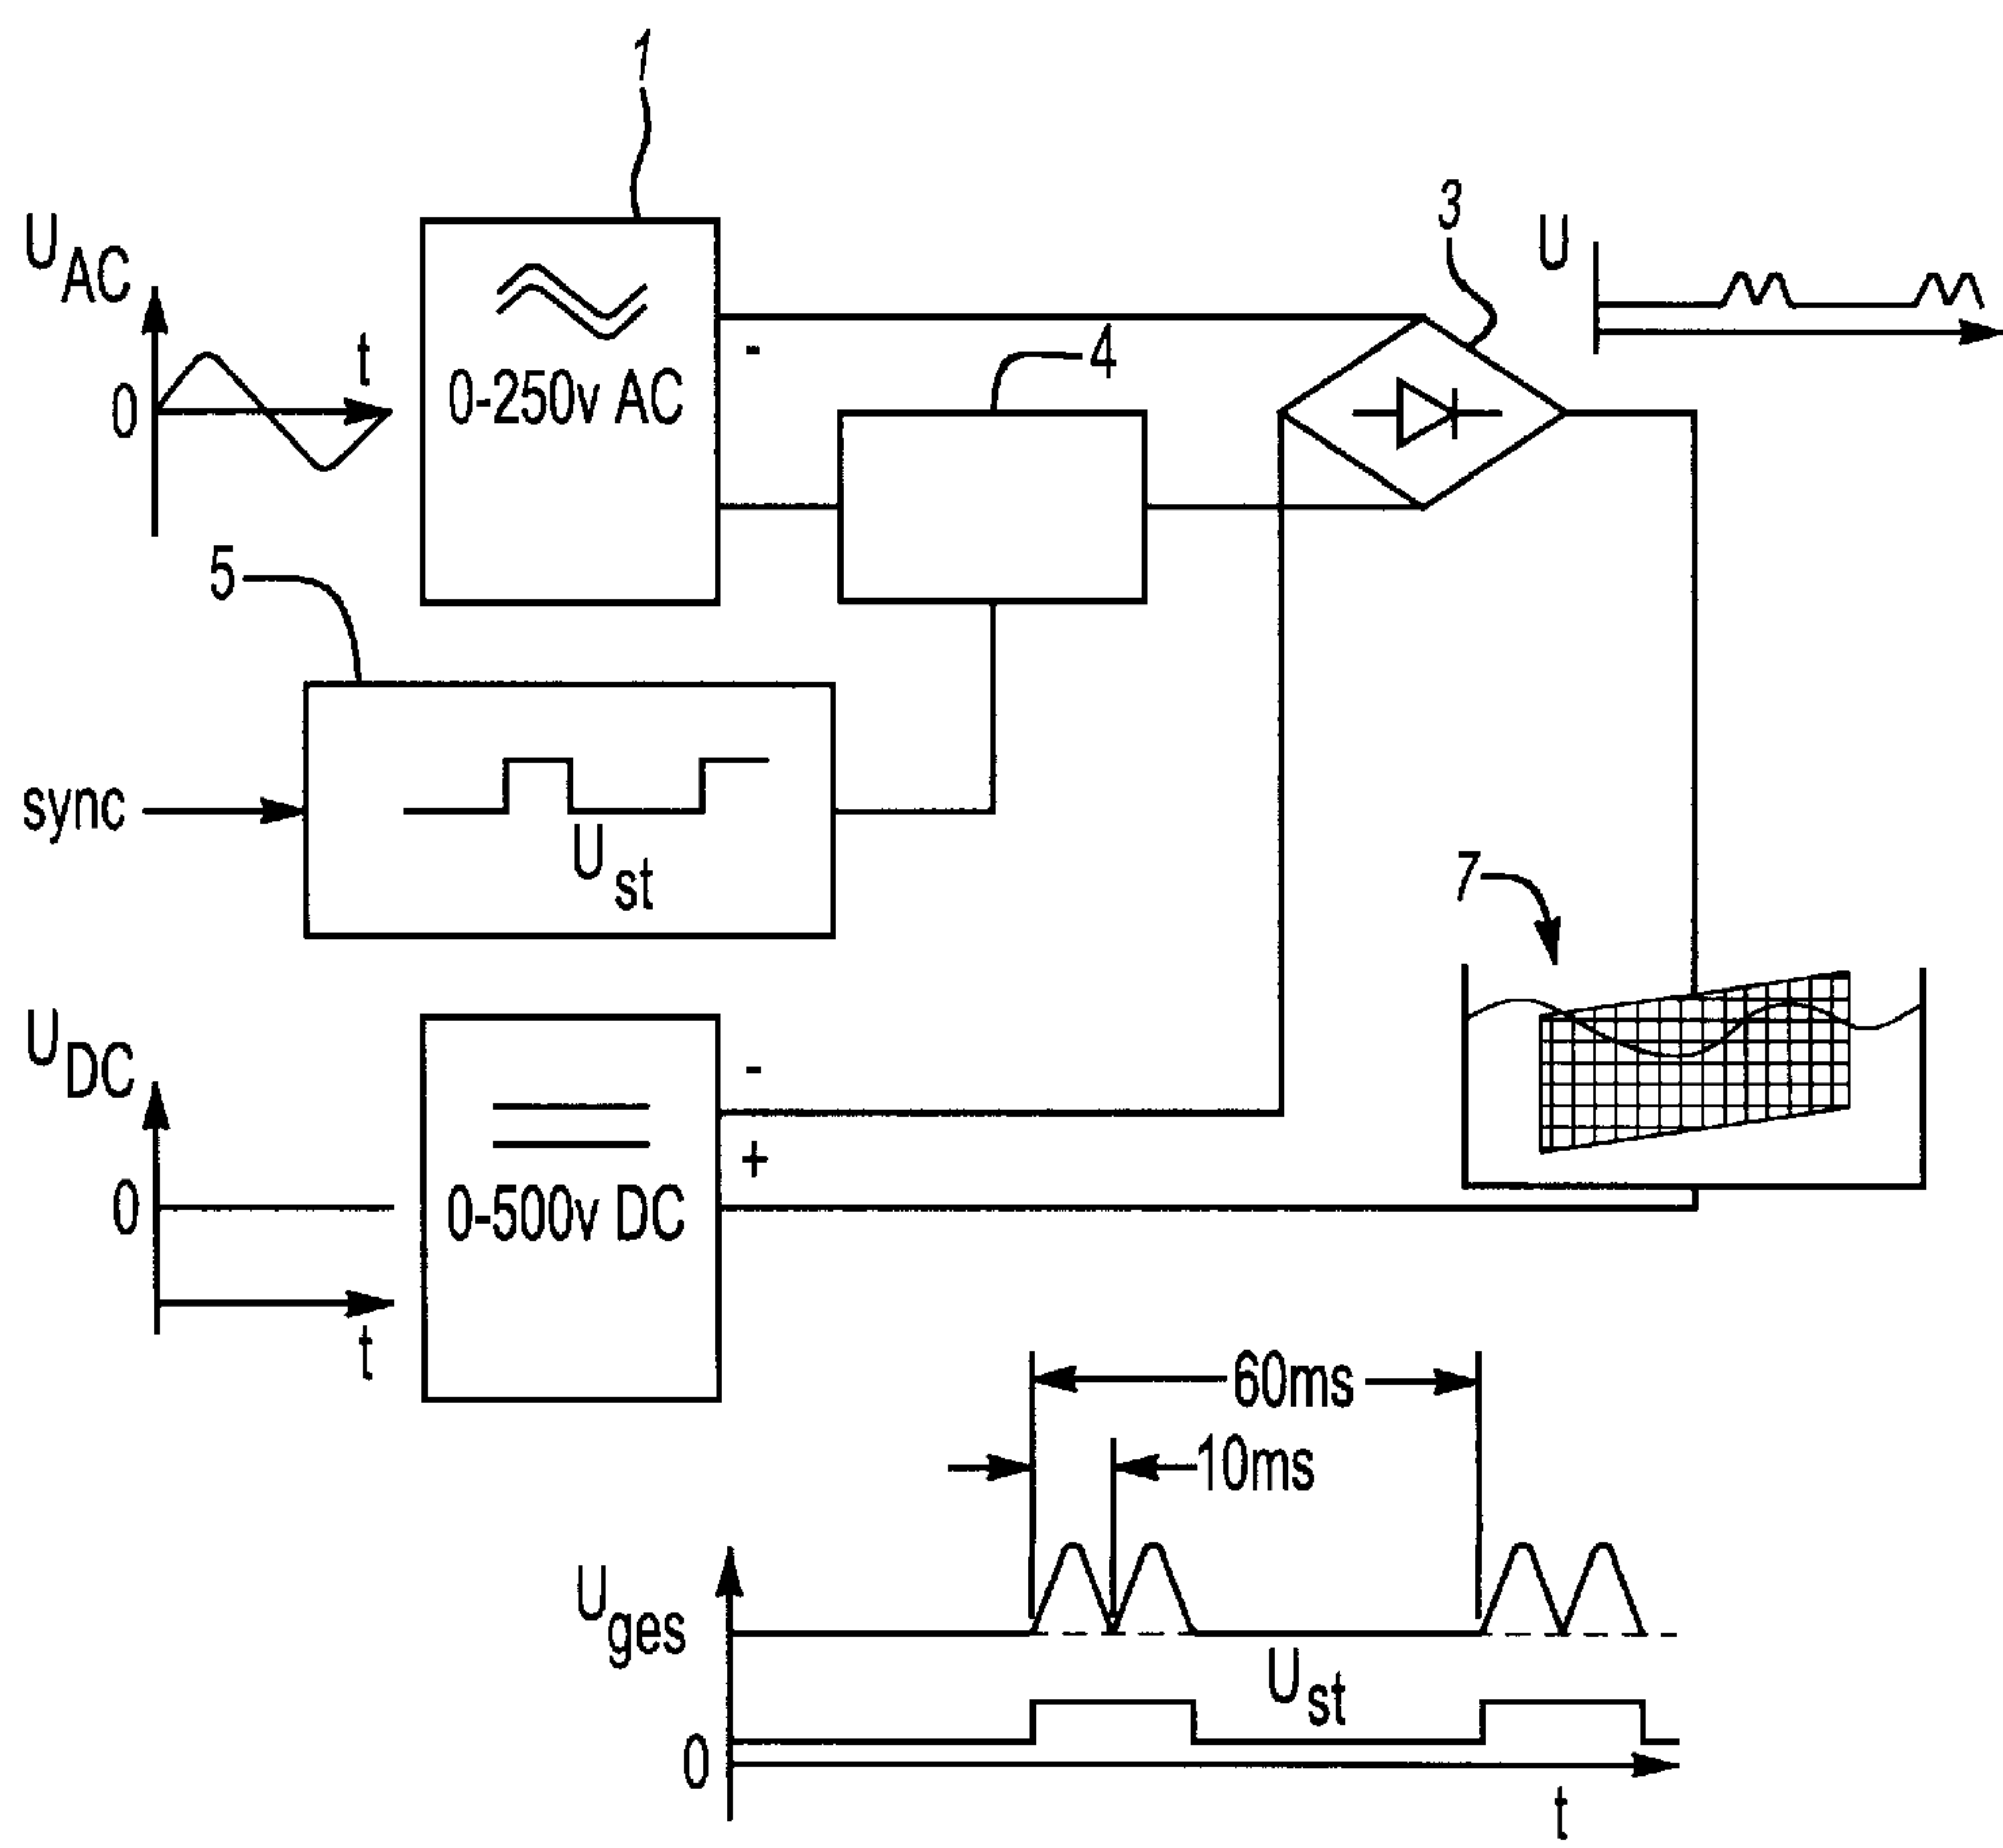 1
U AC
t
0
0-250v AC
-
4
3
U
5
sync
U st
7
U DC
0
t
-
+
0-500v DC
60ms
10ms
U ges
U st
0
t